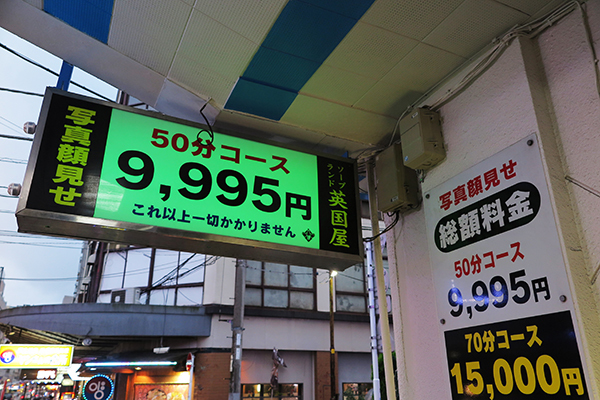 写真顔見せ
50分コース
9,995円
これ以上一切かかりません
ソープランド
英国屋
写真顔見せ
総額料金
50分コース
9,995円
70分コース
15,000円